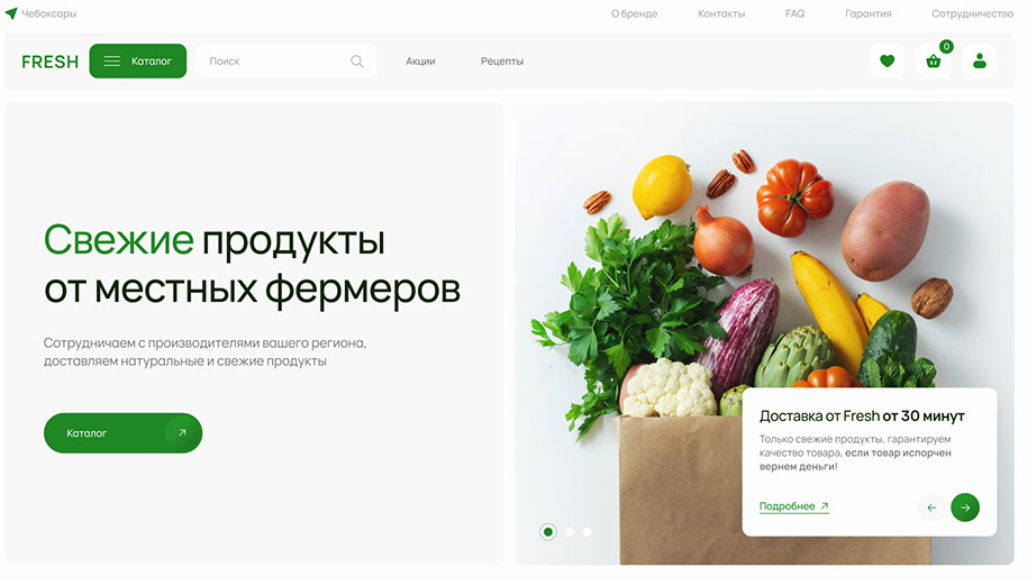 Чебоксары
О бренде
Контакты
FAQ
Гарантия
Сотрудничество
FRESH
Каталог
Поиск
Акции
Рецепты
0
Свежие продукты
от местных фермеров
Сотрудничаем с производителями вашего региона,
доставляем натуральные и свежие продукты
Каталог
Доставка от Fresh от 30 минут
Только свежие продукты, гарантируем
качество товара, если товар испорчен
вернем деньги!
Подробнее